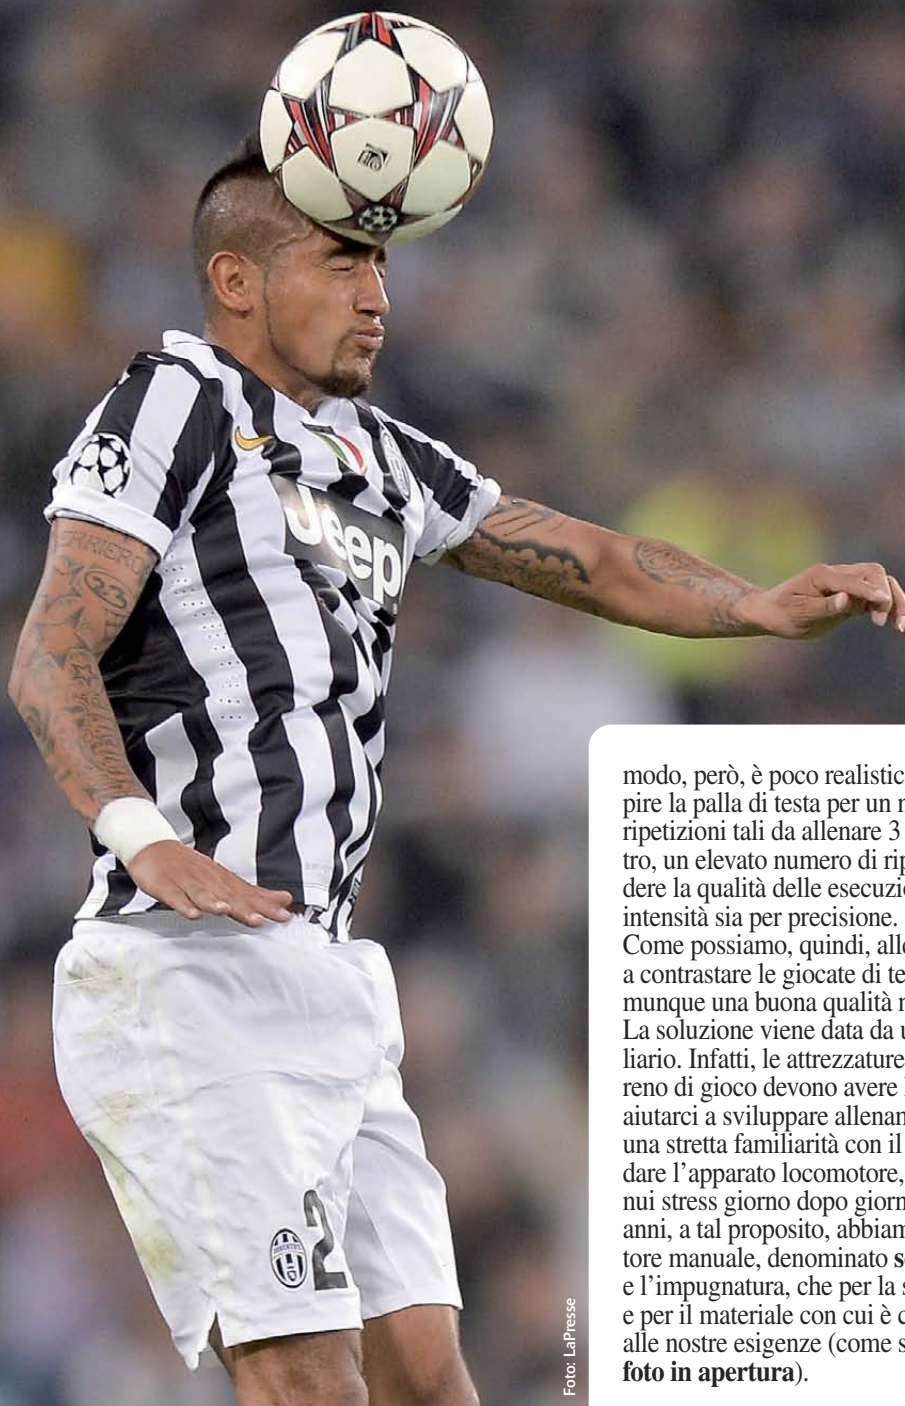 Jeep
2
Foto: LaPresse
modo, però, è poco realistic
pire la palla di testa per un
ripetizioni tali da allenare 3
tro, un elevato numero di rip
dere la qualità delle esecuzi
intensità sia per precisione.
Come possiamo, quindi, all
a contrastare le giocate di te
munque una buona qualità
La soluzione viene data da
liario. Infatti, le attrezzature
reno di gioco devono avere
aiutarci a sviluppare allenam
una stretta familiarità con il
dare l’apparato locomotore,
nui stress giorno dopo giorn
anni, a tal proposito, abbiam
tore manuale, denominato s
e l’impugnatura, che per la s
e per il materiale con cui è c
alle nostre esigenze (come s
foto in apertura).